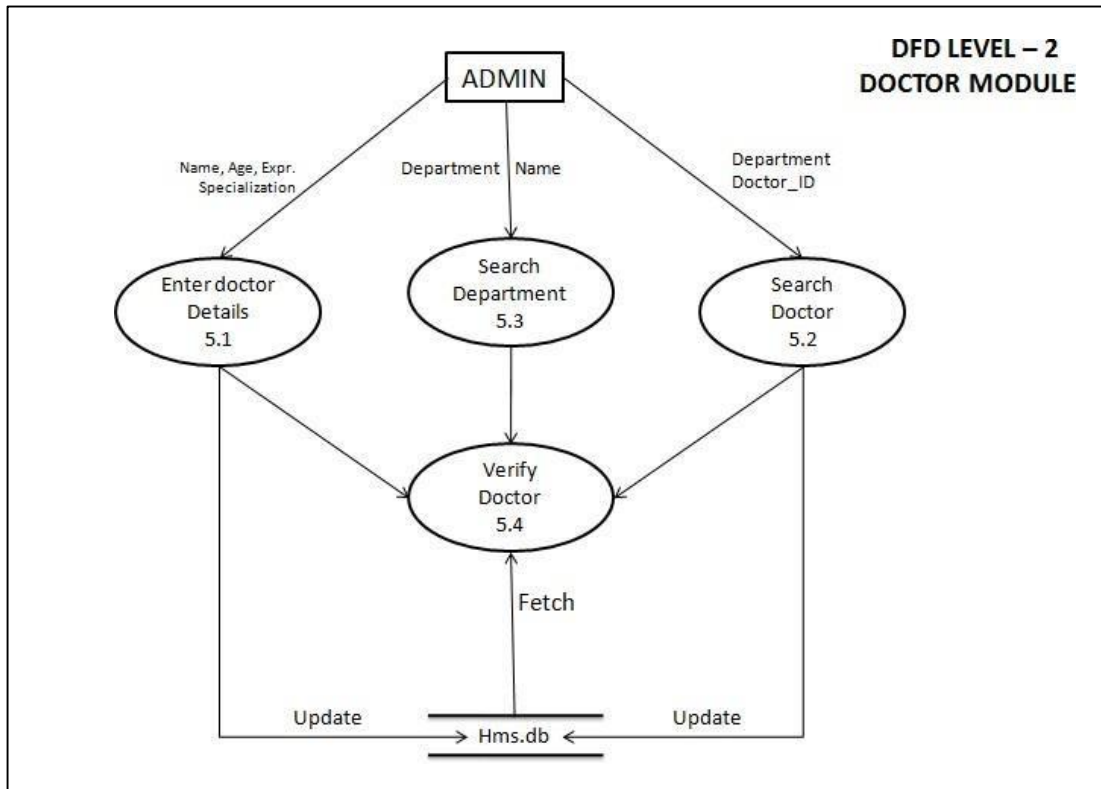 DFD LEVEL – 2
DOCTOR MODULE
ADMIN
Name, Age, Expr.
Specialization
Department Name
Department
Doctor_ID
Enter doctor
Details
5.1
Search
Department
5.3
Search
Doctor
5.2
Verify
Doctor
5.4
Fetch
Update
Hms.db
Update